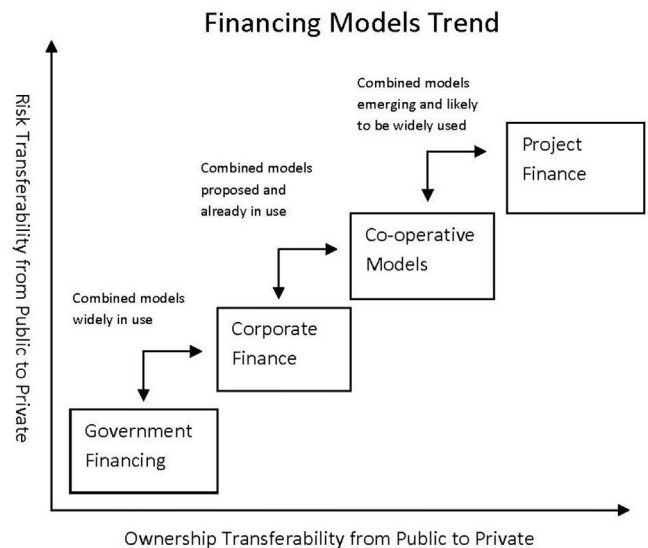 Financing Models Trend
Risk Transferability from Public to Private
Combined models
emerging and likely
to be widely used
Project
Finance
Combined models
proposed and
already in use
Co-operative
Models
Combined models
widely in use
Corporate
Finance
Government
Financing
Ownership Transferability from Public to Private